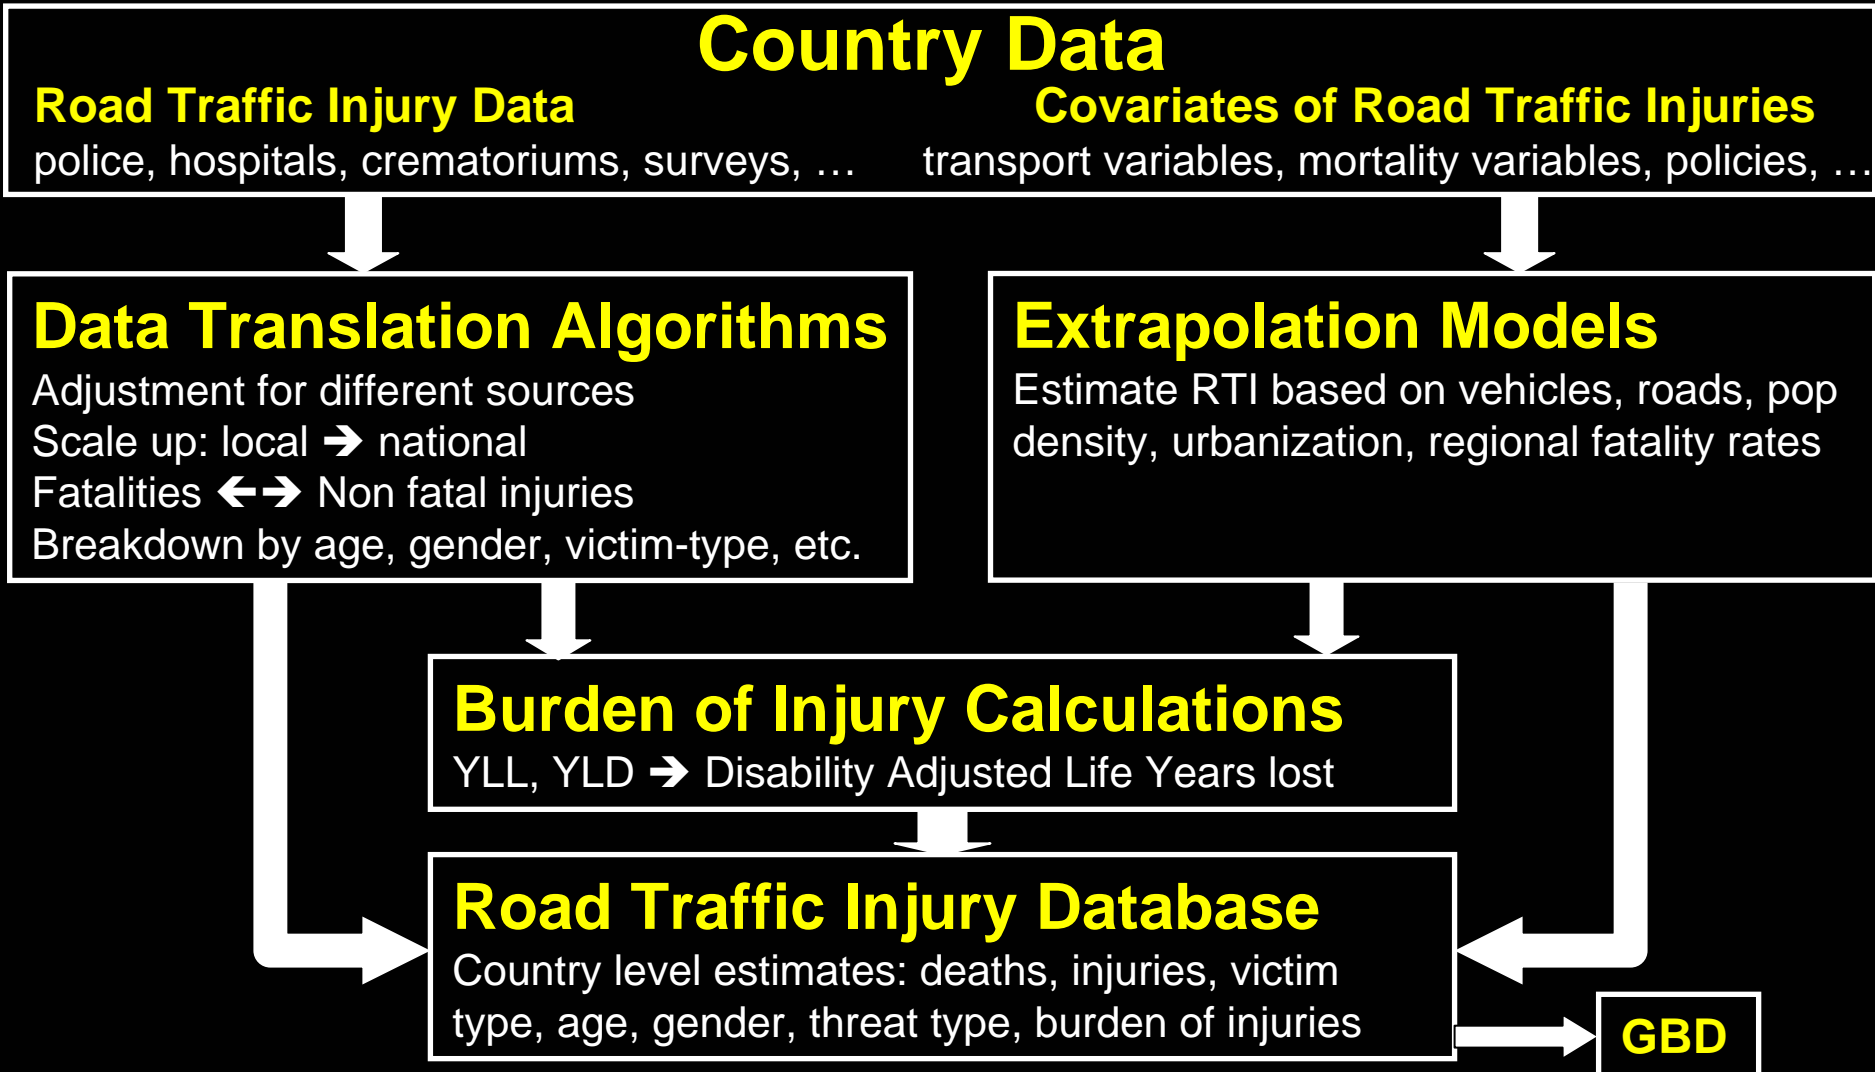 Country Data
Road Traffic Injury Data
police, hospitals, crematoriums, surveys, …
Covariates of Road Traffic Injuries
transport variables, mortality variables, policies, …
Data Translation Algorithms
Adjustment for different sources
Scale up: local ➔ national
Fatalities ←➔ Non fatal injuries
Breakdown by age, gender, victim-type, etc.
Extrapolation Models
Estimate RTI based on vehicles, roads, pop
density, urbanization, regional fatality rates
Burden of Injury Calculations
YLL, YLD ➔ Disability Adjusted Life Years lost
Road Traffic Injury Database
Country level estimates: deaths, injuries, victim
type, age, gender, threat type, burden of injuries
GBD